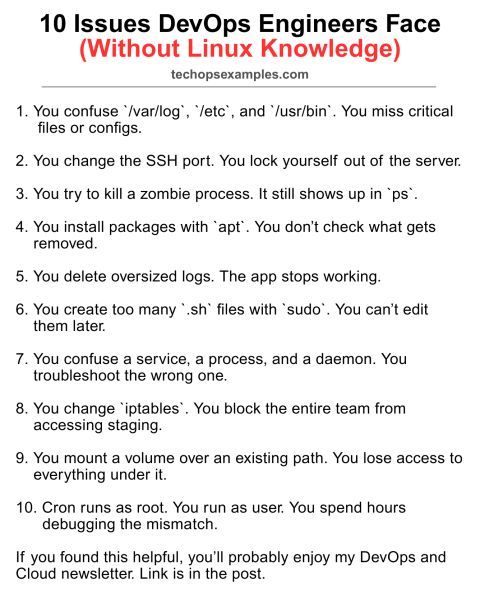 10 Issues DevOps Engineers Face
(Without Linux Knowledge)
techopsexamples.com
1. You confuse `/var/log`, `/etc`, and `/usr/bin`. You miss critical
files or configs.
2. You change the SSH port. You lock yourself out of the server.
3. You try to kill a zombie process. It still shows up in `ps`.
4. You install packages with `apt`. You don’t check what gets
removed.
5. You delete oversized logs. The app stops working.
6. You create too many `.sh` files with `sudo`. You can’t edit
them later.
7. You confuse a service, a process, and a daemon. You
troubleshoot the wrong one.
8. You change `iptables`. You block the entire team from
accessing staging.
9. You mount a volume over an existing path. You lose access to
everything under it.
10. Cron runs as root. You run as user. You spend hours
debugging the mismatch.
If you found this helpful, you’ll probably enjoy my DevOps and
Cloud newsletter. Link is in the post.